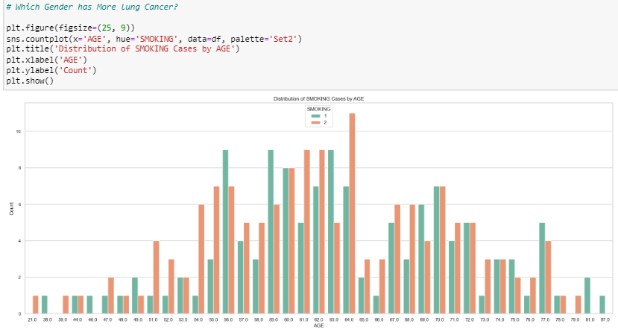 # Which Gender has More Lung Cancer?
plt.figure(figsize=(25, 9))
sns.countplot(x='AGE', hue='SMOKING', data=df, palette='Set2')
plt.title('Distribution of SMOKING Cases by AGE')
plt.xlabel('AGE')
plt.ylabel('Count')
plt.show()
Distribution of SMOKING Cases by AGE
SMOKING
1
2
10
8
6
4
2
0
Count
21.0 38.0 39.0 44.0 46.0 47.0 48.0 49.0 51.0 52.0 53.0 54.0 55.0 56.0 57.0 58.0 59.0 60.0 61.0 62.0 63.0 64.0 65.0 66.0 67.0 68.0 69.0 70.0 71.0 72.0 73.0 74.0 75.0 76.0 77.0 78.0 79.0 81.0 87.0
AGE